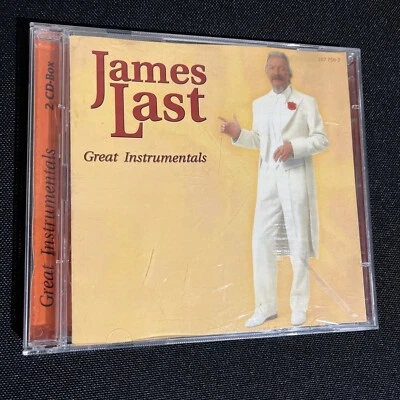 James
Last
Great Instrumentals
Great Instrumentals
2 CD-Box